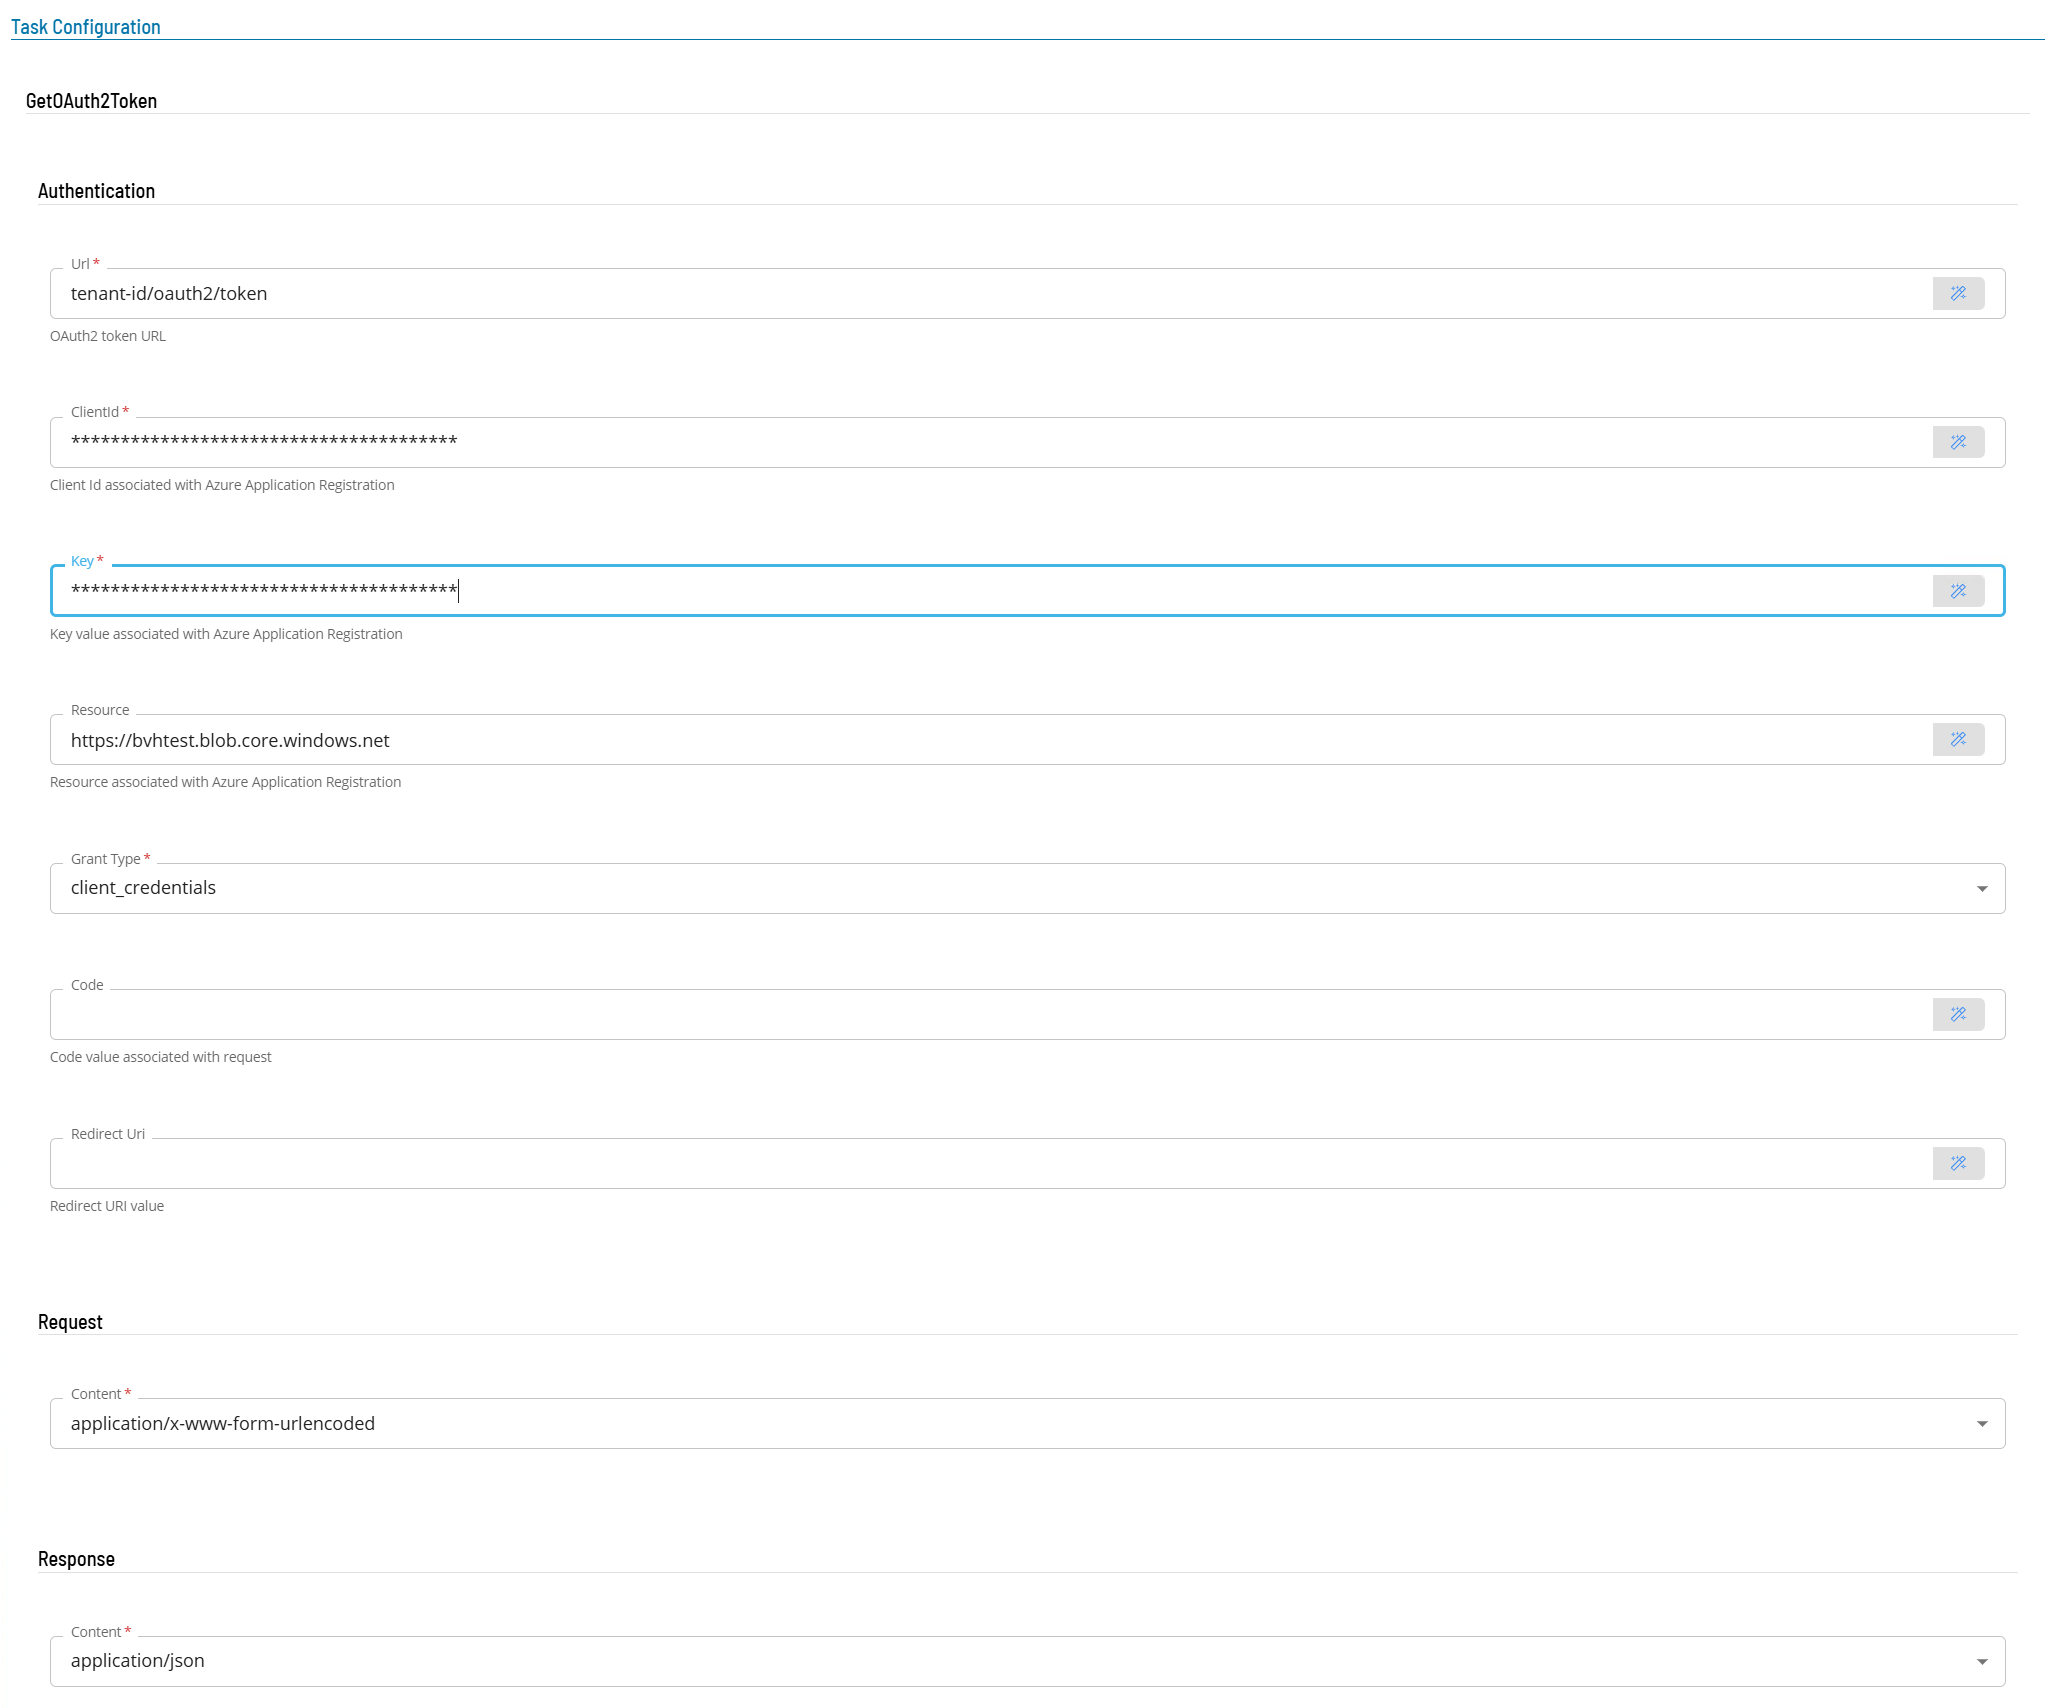 Task Configuration
GetOAuth2Token
Authentication
Url *
tenant-id/oauth2/token
OAuth2 token URL
ClientId *
***************************************
Client Id associated with Azure Application Registration
Key *
***************************************
Key value associated with Azure Application Registration
Resource
https://bvhtest.blob.core.windows.net
Resource associated with Azure Application Registration
Grant Type *
client_credentials
Code
Code value associated with request
Redirect Uri
Redirect URI value
Request
Content *
application/x-www-form-urlencoded
Response
Content *
application/json